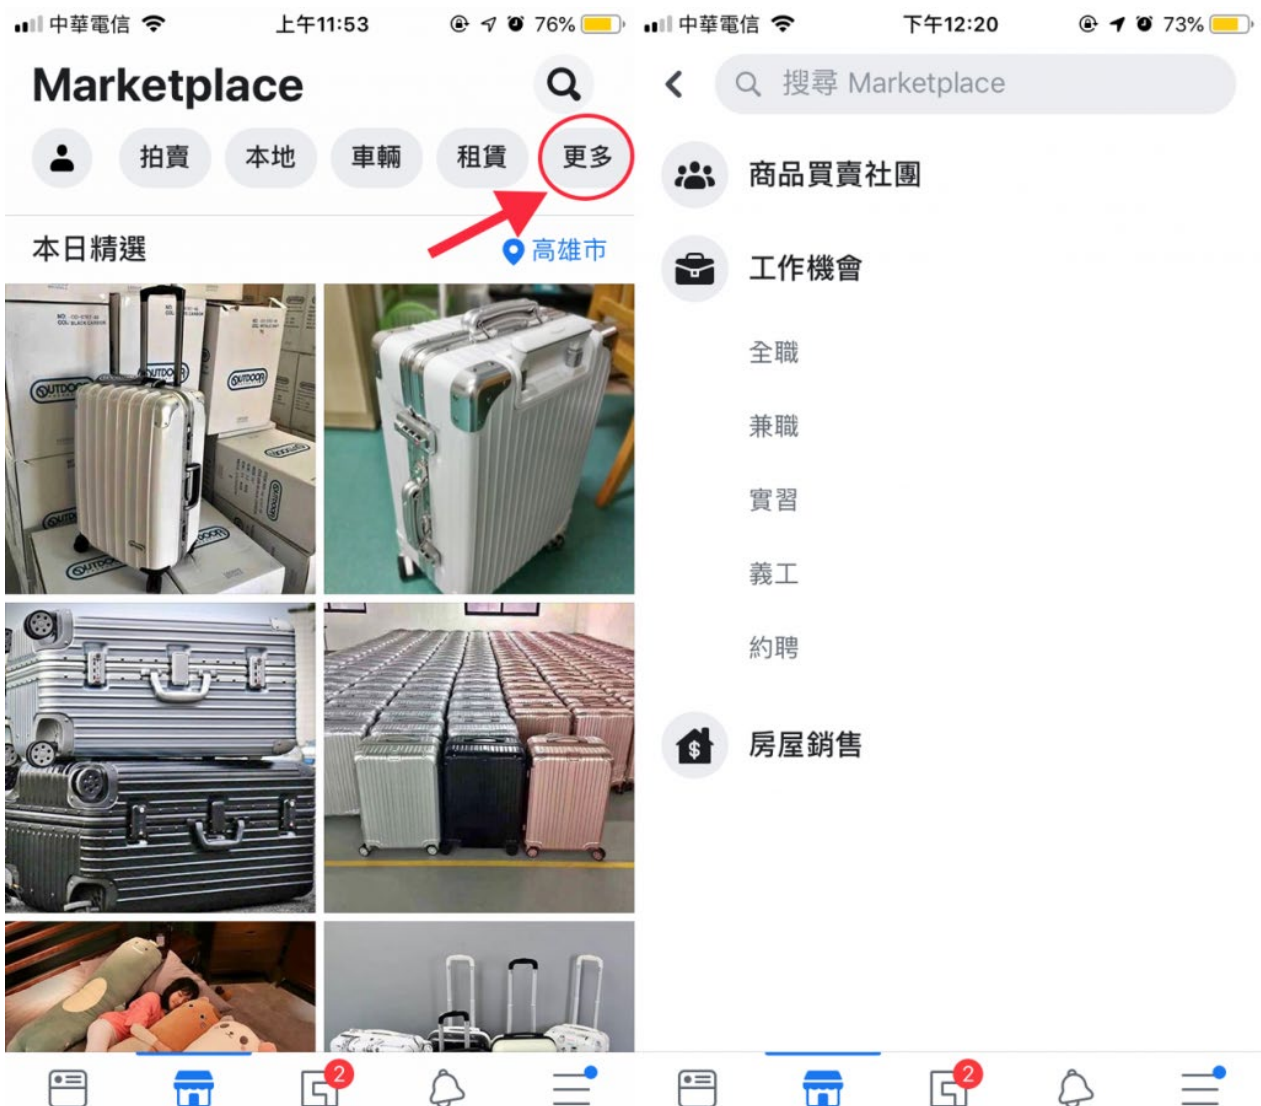 中華電信
上午11:53
76%
Marketplace
拍賣
本地
車輛
租賃
更多
本日精選
高雄市
OUTDOOR
OUTDOOR
OUTDOOR
2
中華電信
下午12:20
73%
搜尋 Marketplace
商品買賣社團
工作機會
全職
兼職
實習
義工
約聘
房屋銷售
$
2